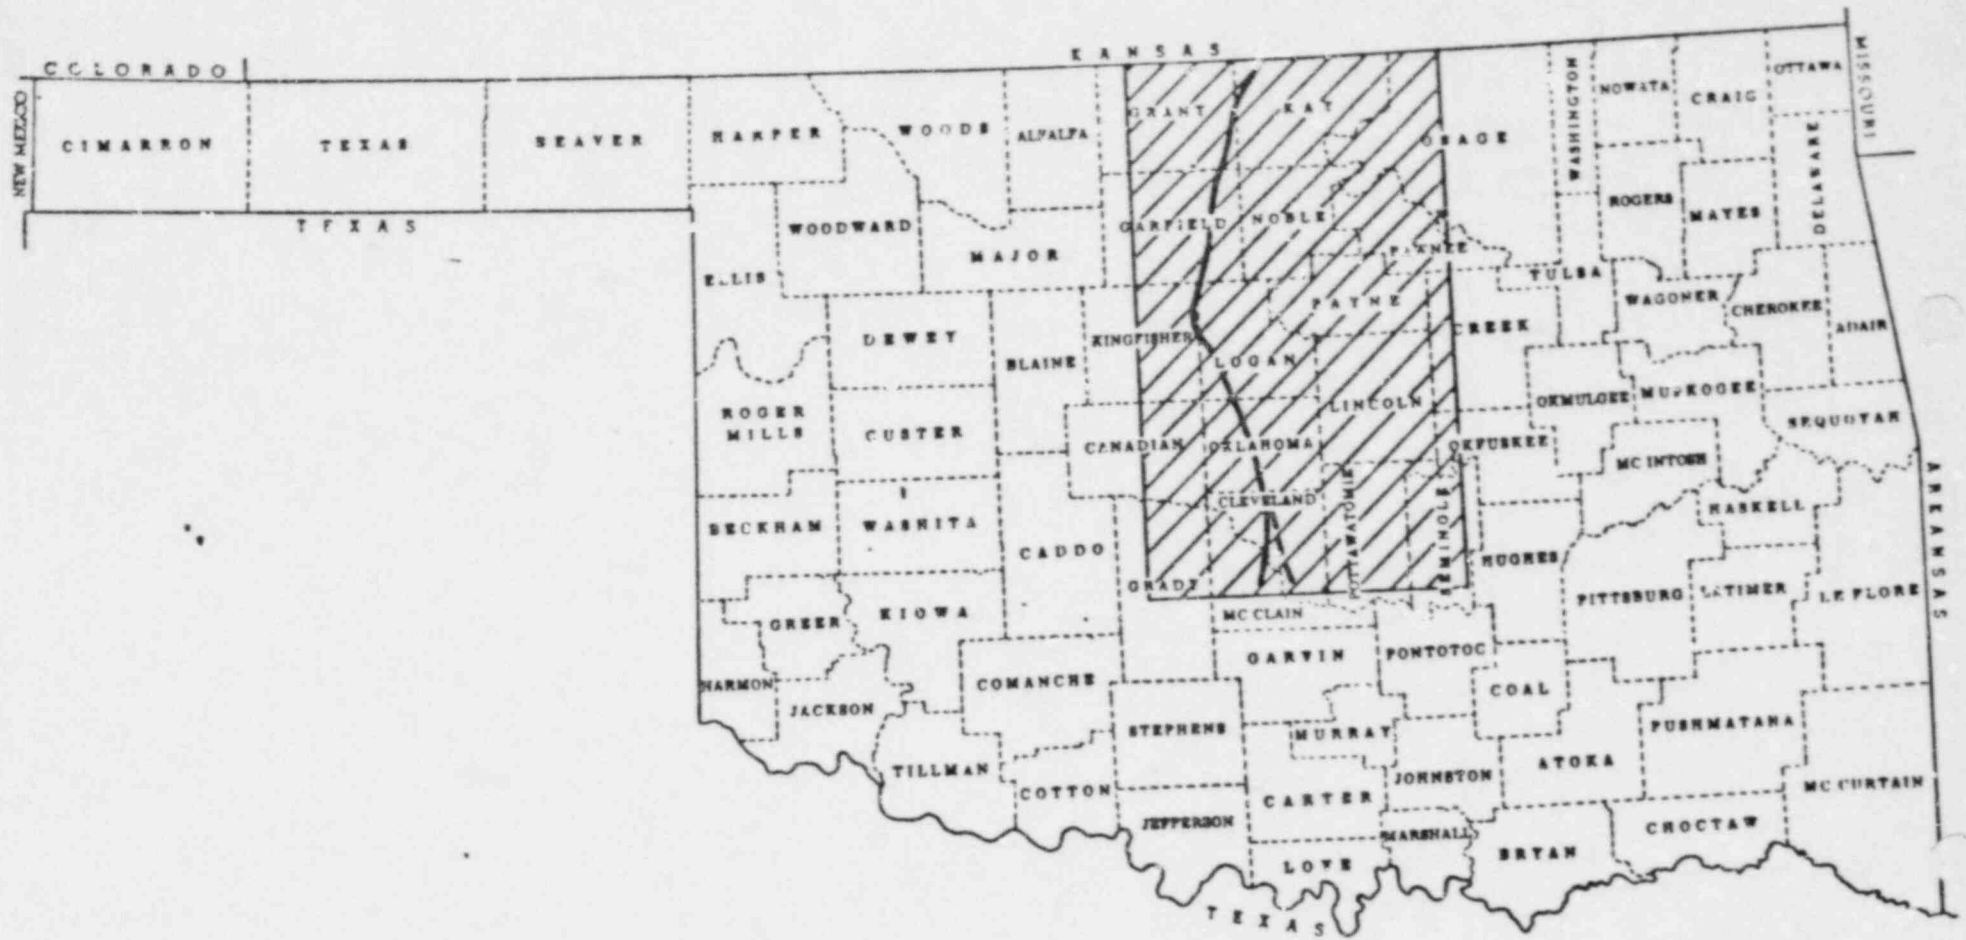 KANSAS
COLORADO
NEW MEXICO
MISSOURI
CIMARRON
TEXAS
BEAVER
HARPER
WOODS
ALFALFA
GRANT
KAY
OSAGE
WASHINGTON
NOWATA
CRAIG
OTTAWA
DELAWARE
TEXAS
WOODWARD
MAJOR
GARFIELD
NOBLE
PAWNEE
ROGERS
MAYES
ELLIS
DEWEY
BLAINE
KINGFISHER
LOGAN
PAYNE
CREEK
TULSA
WAGONER
CHEROKEE
ADAIR
ROGER
MILLS
CUSTER
CANADIAN
OKLAHOMA
LINCOLN
OKFUSKEE
OKMULGEE
MUSKOGEE
SEQUOYAH
MC INTOSH
HASKELL
ARKANSAS
BECKHAM
WASHITA
CADDO
GRADY
CLEVELAND
POTTAWATOMIE
SEMINOLE
HUGHES
PITTSBURG
LATIMER
LE FLORE
GREER
KIOWA
MC CLAIN
GARVIN
PONTOTOC
COAL
HARMON
JACKSON
COMANCHE
STEPHENS
MURRAY
JOHNSTON
ATOKA
PUSHMATAHA
MC CURTAIN
TILLMAN
COTTON
JEFFERSON
CARTER
MARSHALL
BRYAN
CHOCTAW
LOVE
TEXAS